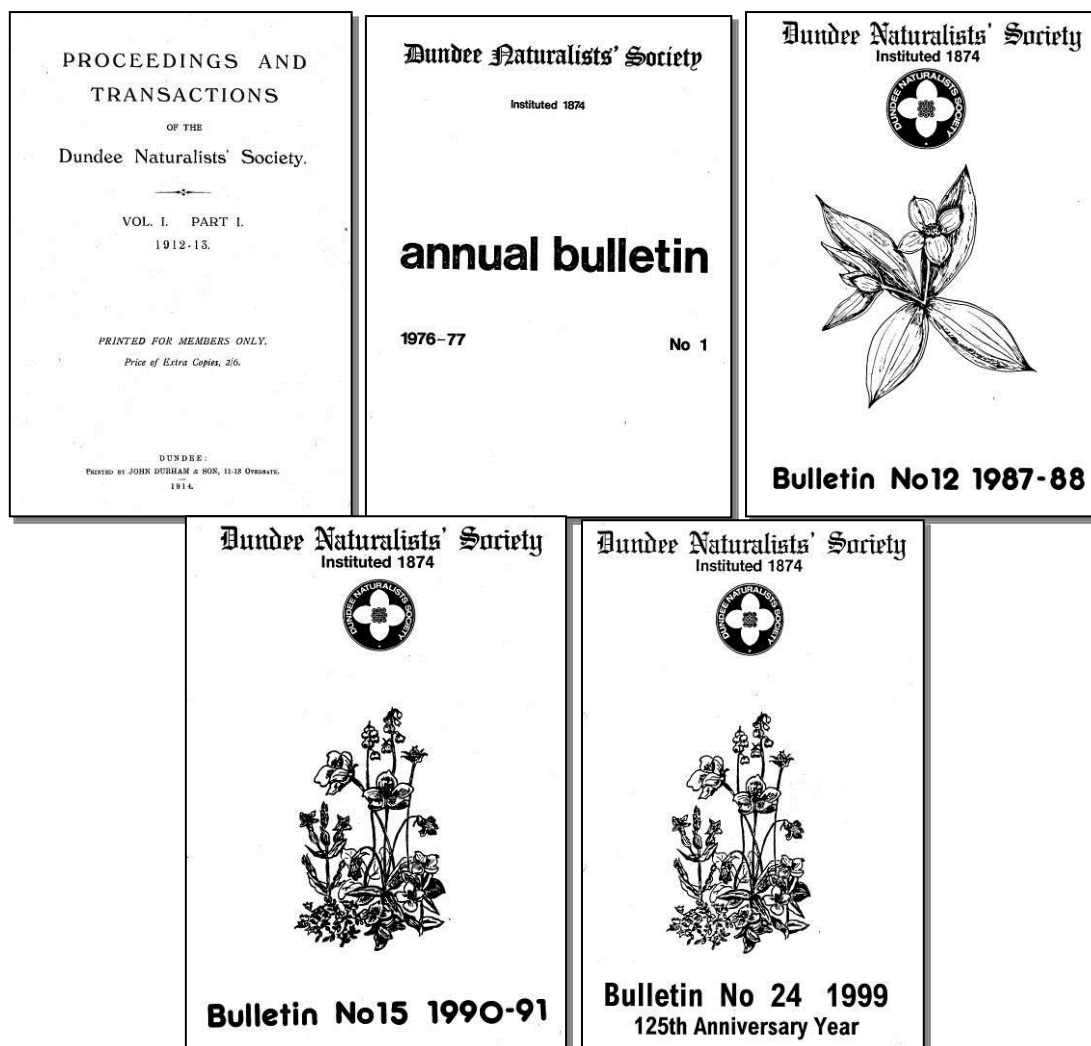 PROCEEDINGS AND
TRANSACTIONS
OF THE
Dundee Naturalists' Society.
VOL. I. PART I.
1912-13.
PRINTED FOR MEMBERS ONLY.
Price of Extra Copies, 2/6.
DUNDEE:
PRINTED BY JOHN DURHAM & SON, 11-13 OVERGATE.
1914.
Dundee Naturalists' Society
Instituted 1874
annual bulletin
1976-77 No 1
Dundee Naturalists' Society
Instituted 1874
DUNDEE NATURALISTS SOCIETY
Bulletin No12 1987-88
Dundee Naturalists' Society
Instituted 1874
DUNDEE NATURALISTS SOCIETY
Bulletin No15 1990-91
Dundee Naturalists' Society
Instituted 1874
DUNDEE NATURALISTS SOCIETY
Bulletin No 24 1999
125th Anniversary Year